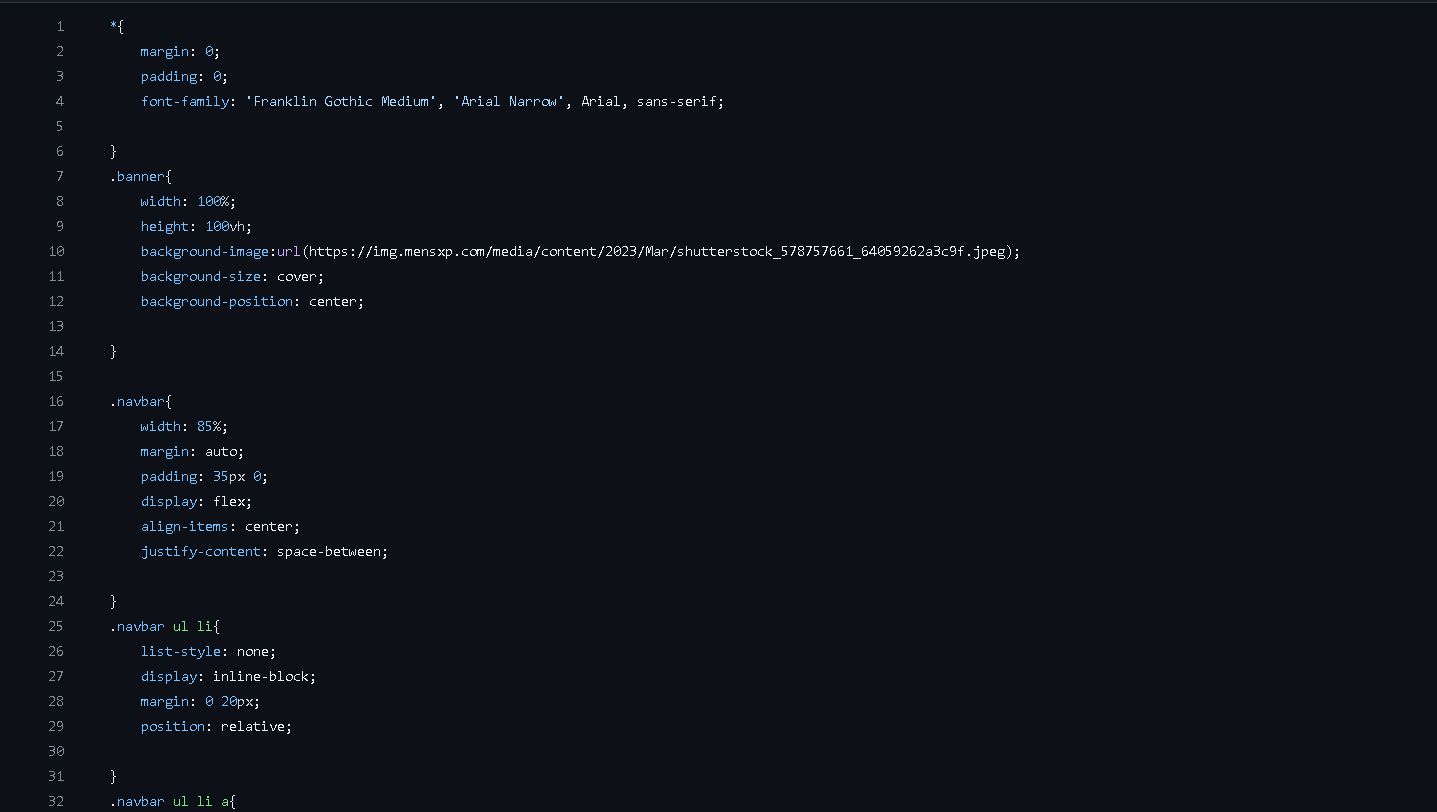 1 *{
2 margin: 0;
3 padding: 0;
4 font-family: 'Franklin Gothic Medium', 'Arial Narrow', Arial, sans-serif;
5
6 }
7 .banner{
8 width: 100%;
9 height: 100vh;
10 background-image:url(https://img.mensxp.com/media/content/2023/Mar/shutterstock_578757661_64059262a3c9f.jpeg);
11 background-size: cover;
12 background-position: center;
13
14 }
15
16 .navbar{
17 width: 85%;
18 margin: auto;
19 padding: 35px 0;
20 display: flex;
21 align-items: center;
22 justify-content: space-between;
23
24 }
25 .navbar ul li{
26 list-style: none;
27 display: inline-block;
28 margin: 0 20px;
29 position: relative;
30
31 }
32 .navbar ul li a{